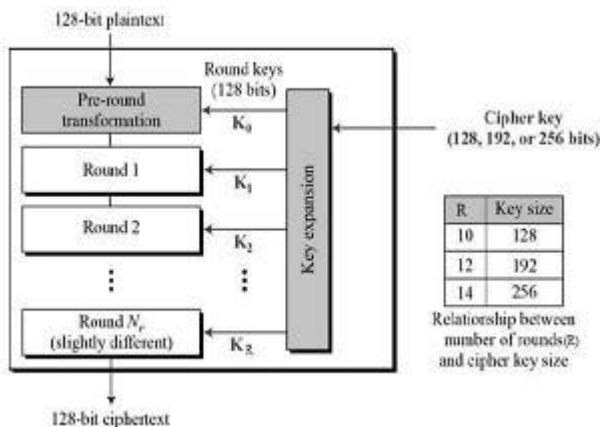 128-bit plaintext
Round keys
(128 bits)
Pre-round
transformation
K0
Cipher key
(128, 192, or 256 bits)
Round 1
K1
Round 2
K2
Key expansion
R Key size
10 128
12 192
14 256
Round Nr
(slightly different)
KR
Relationship between
number of rounds(R)
and cipher key size
128-bit ciphertext